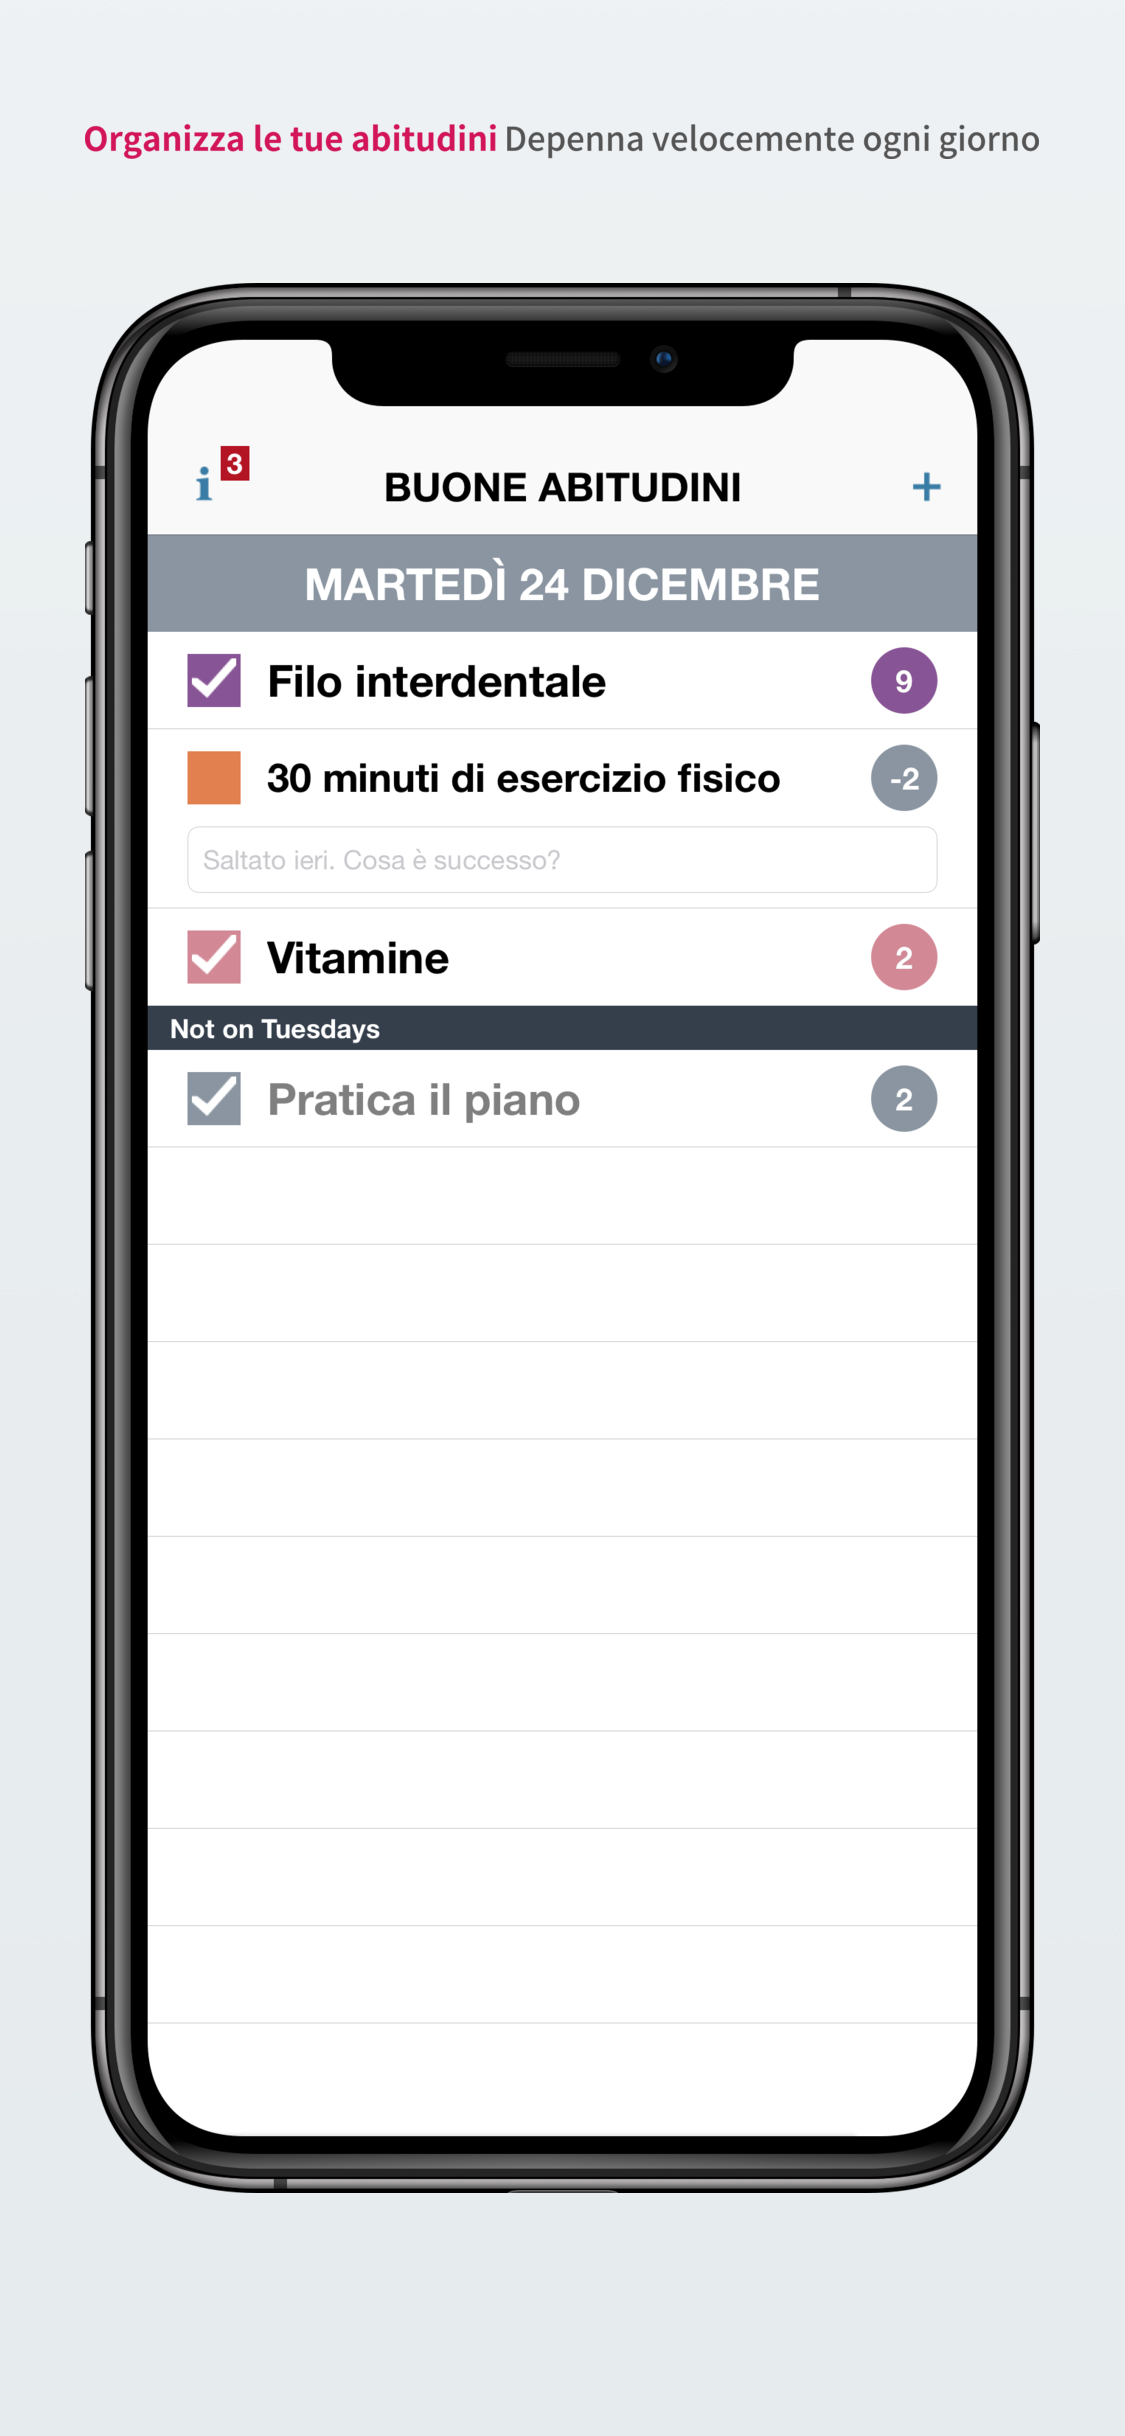 Organizza le tue abitudini Depenna velocemente ogni giorno
i 3
BUONE ABITUDINI
+
MARTEDÌ 24 DICEMBRE
Filo interdentale 9
30 minuti di esercizio fisico -2
Saltato ieri. Cosa è successo?
Vitamine 2
Not on Tuesdays
Pratica il piano 2